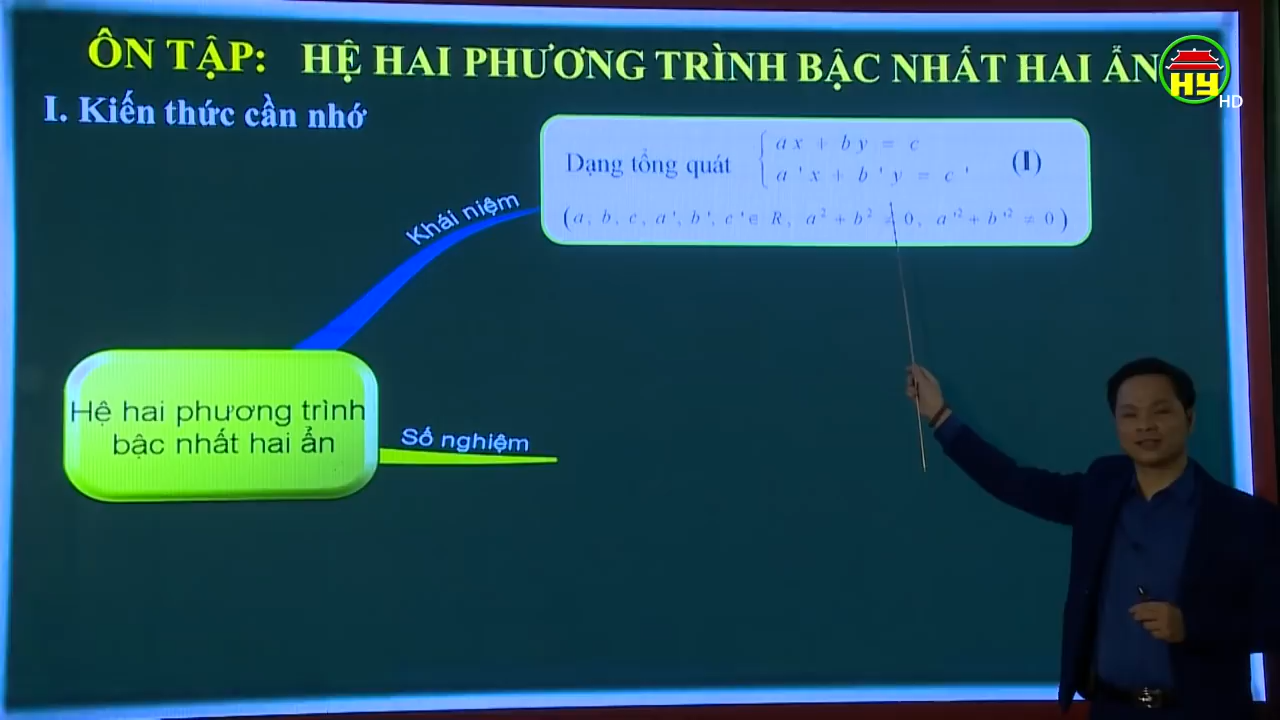 ÔN TẬP: HỆ HAI PHƯƠNG TRÌNH BẬC NHẤT HAI ẨN
HY
HD
I. Kiến thức cần nhớ
Khái niệm
Dạng tổng quát { ax + by = c
a'x + b'y = c' (I)
(a, b, c, a', b', c' ∈ R, a² + b² ≠ 0, a'² + b'² ≠ 0)
Hệ hai phương trình
bậc nhất hai ẩn
Số nghiệm